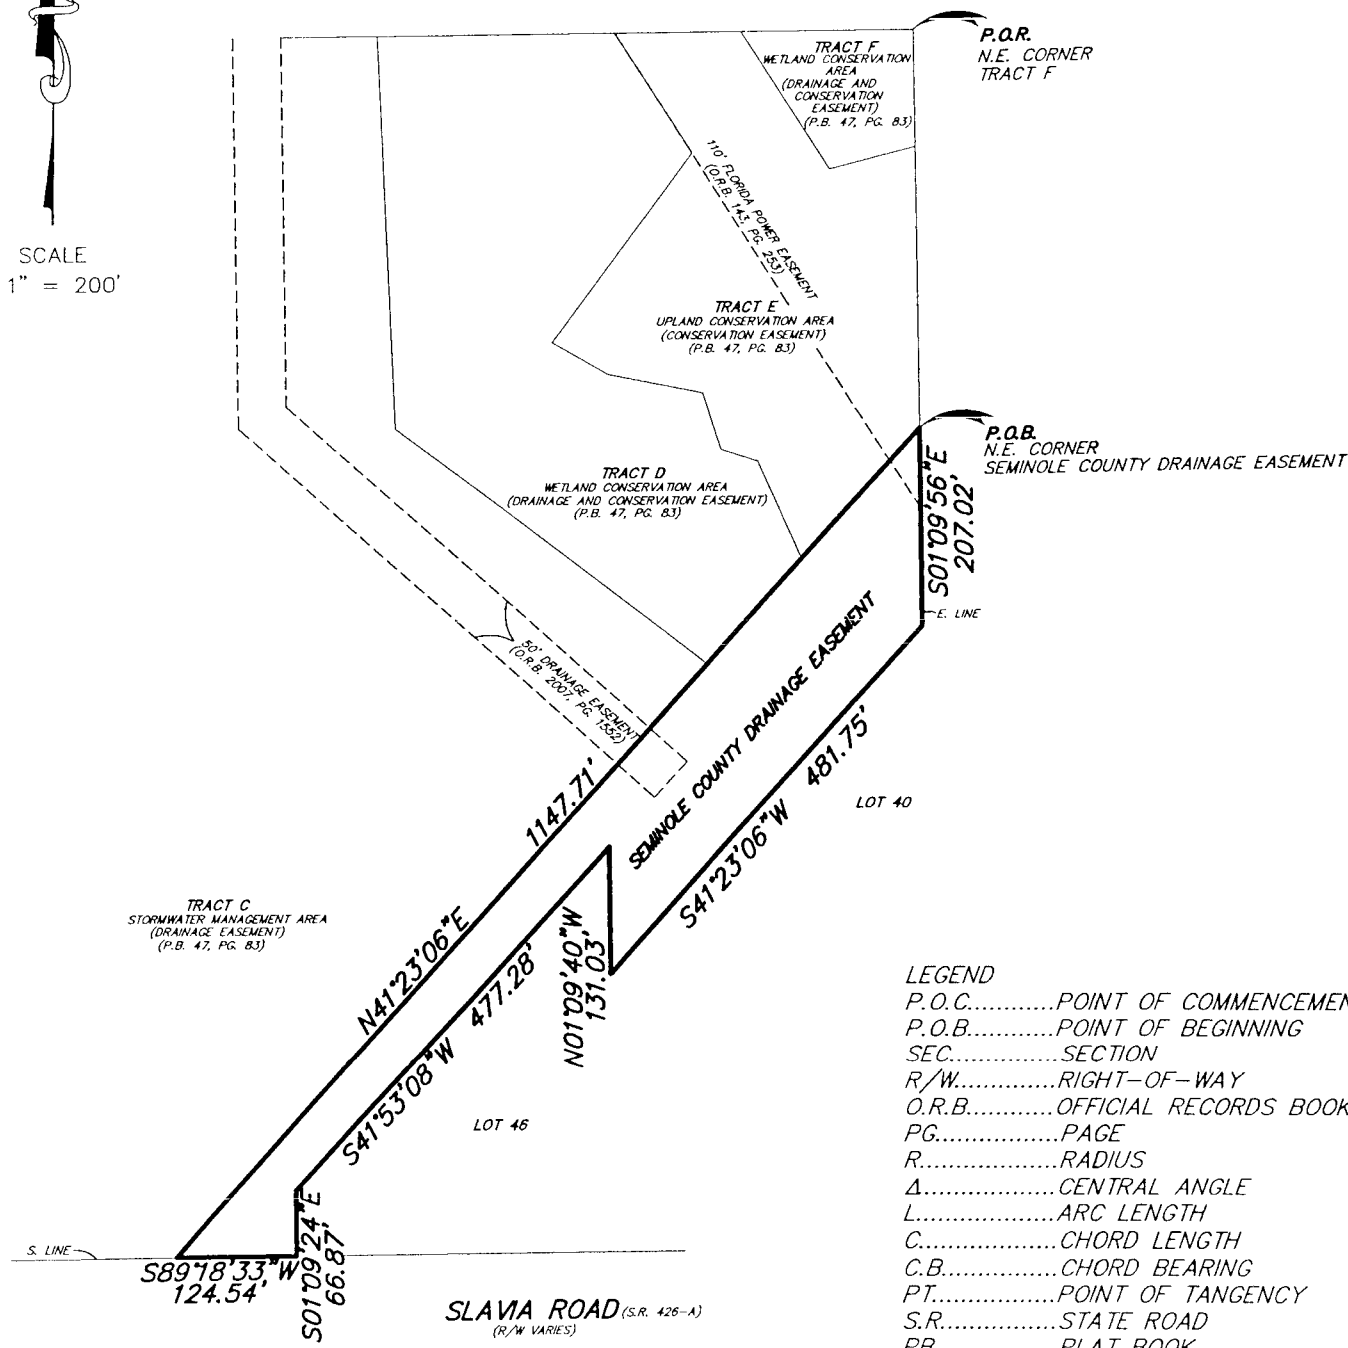 P.O.R.
N.E. CORNER
TRACT F
TRACT F
WETLAND CONSERVATION
AREA
(DRAINAGE AND
CONSERVATION
EASEMENT)
(P.B. 47, PG. 83)
110' FLORIDA POWER EASEMENT
(O.R.B. 143, PG. 253)
SCALE
1" = 200'
TRACT E
UPLAND CONSERVATION AREA
(CONSERVATION EASEMENT)
(P.B. 47, PG. 83)
P.O.B.
N.E. CORNER
SEMINOLE COUNTY DRAINAGE EASEMENT
S01°09'56"E
207.02'
E. LINE
TRACT D
WETLAND CONSERVATION AREA
(DRAINAGE AND CONSERVATION EASEMENT)
(P.B. 47, PG. 83)
50' DRAINAGE EASEMENT
(O.R.B. 2007, PG. 1552)
SEMINOLE COUNTY DRAINAGE EASEMENT
N41°23'06"E 1147.71'
S41°23'06"W 481.75'
LOT 40
TRACT C
STORMWATER MANAGEMENT AREA
(DRAINAGE EASEMENT)
(P.B. 47, PG. 83)
N01°09'40"W
131.03'
S41°53'08"W 477.28'
LOT 46
S. LINE
S89°18'33"W
124.54'
S01°09'24"E
66.87'
SLAVIA ROAD (S.R. 426-A)
(R/W VARIES)
LEGEND
P.O.C...........POINT OF COMMENCEMEN
P.O.B...........POINT OF BEGINNING
SEC.............SECTION
R/W.............RIGHT-OF-WAY
O.R.B...........OFFICIAL RECORDS BOOK
PG..............PAGE
R...............RADIUS
Δ...............CENTRAL ANGLE
L...............ARC LENGTH
C...............CHORD LENGTH
C.B.............CHORD BEARING
PT..............POINT OF TANGENCY
S.R.............STATE ROAD
PB..............PLAT BOOK